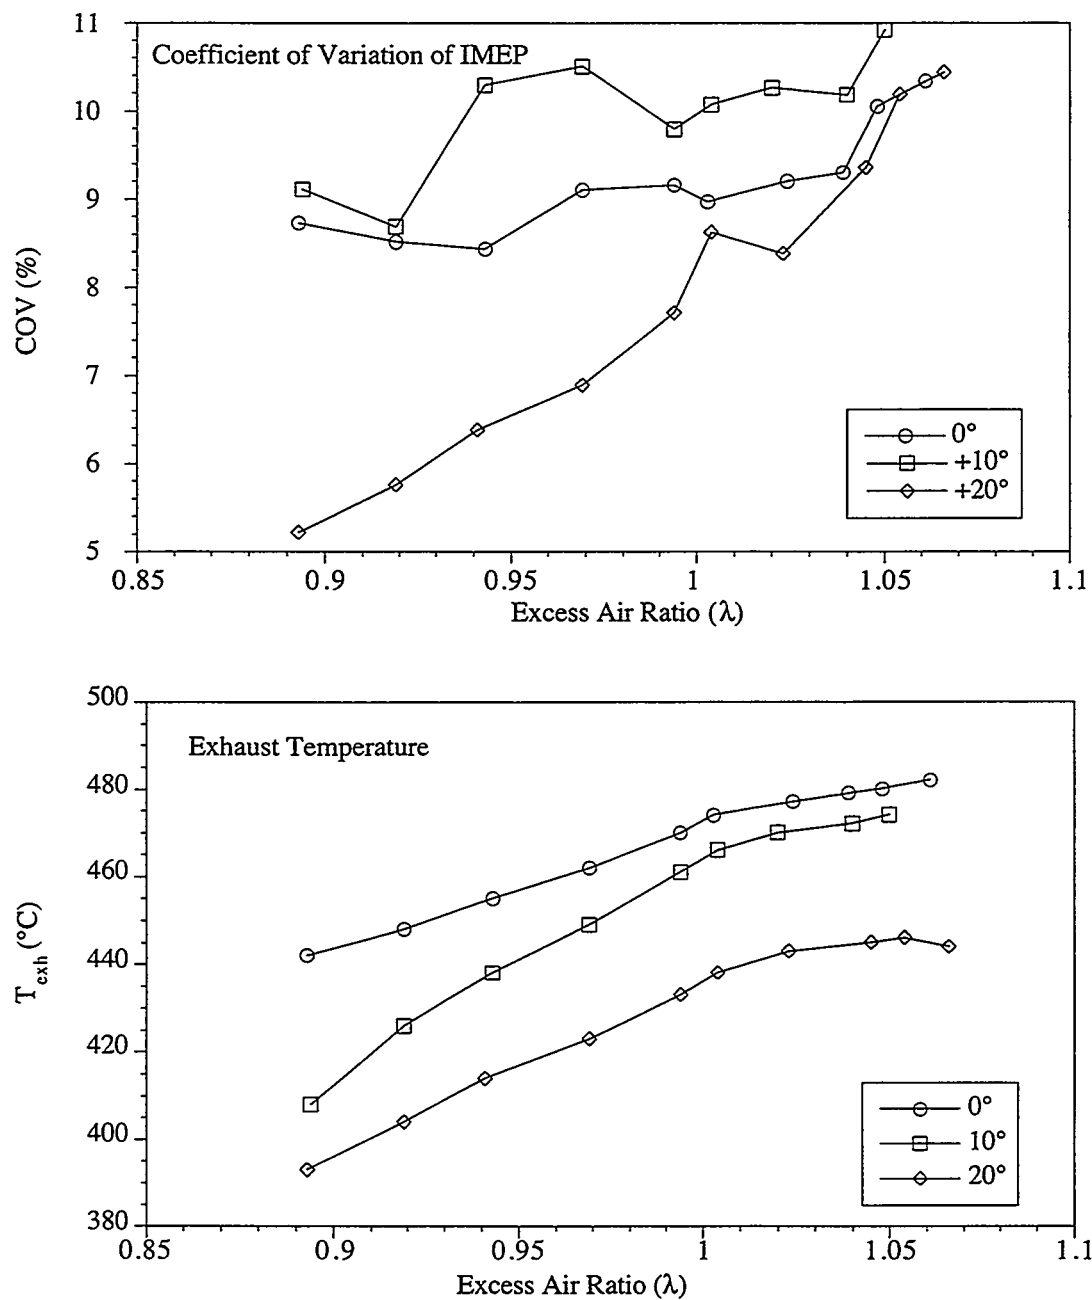 Coefficient of Variation of IMEP
11
10
9
8
7
6
5
COV (%)
0°
+10°
+20°
0.85 0.9 0.95 1 1.05 1.1
Excess Air Ratio (λ)
Exhaust Temperature
500
480
460
440
420
400
380
T_exh (°C)
0°
10°
20°
0.85 0.9 0.95 1 1.05 1.1
Excess Air Ratio (λ)